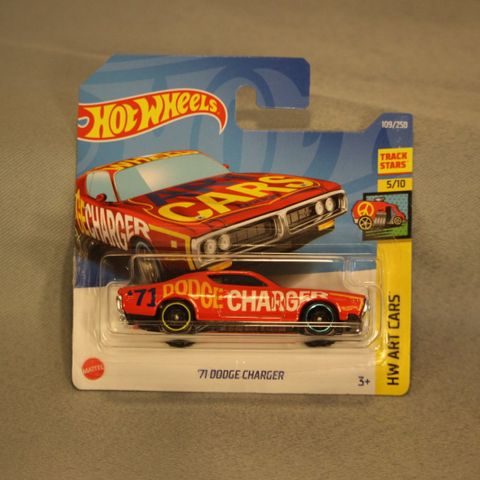 HOT WHEELS
109/250
TRACK
STARS
5/10
CARS
CHARGER
'71 DODGE CHARGER
HW ART CARS
MATTEL
'71 DODGE CHARGER
3+